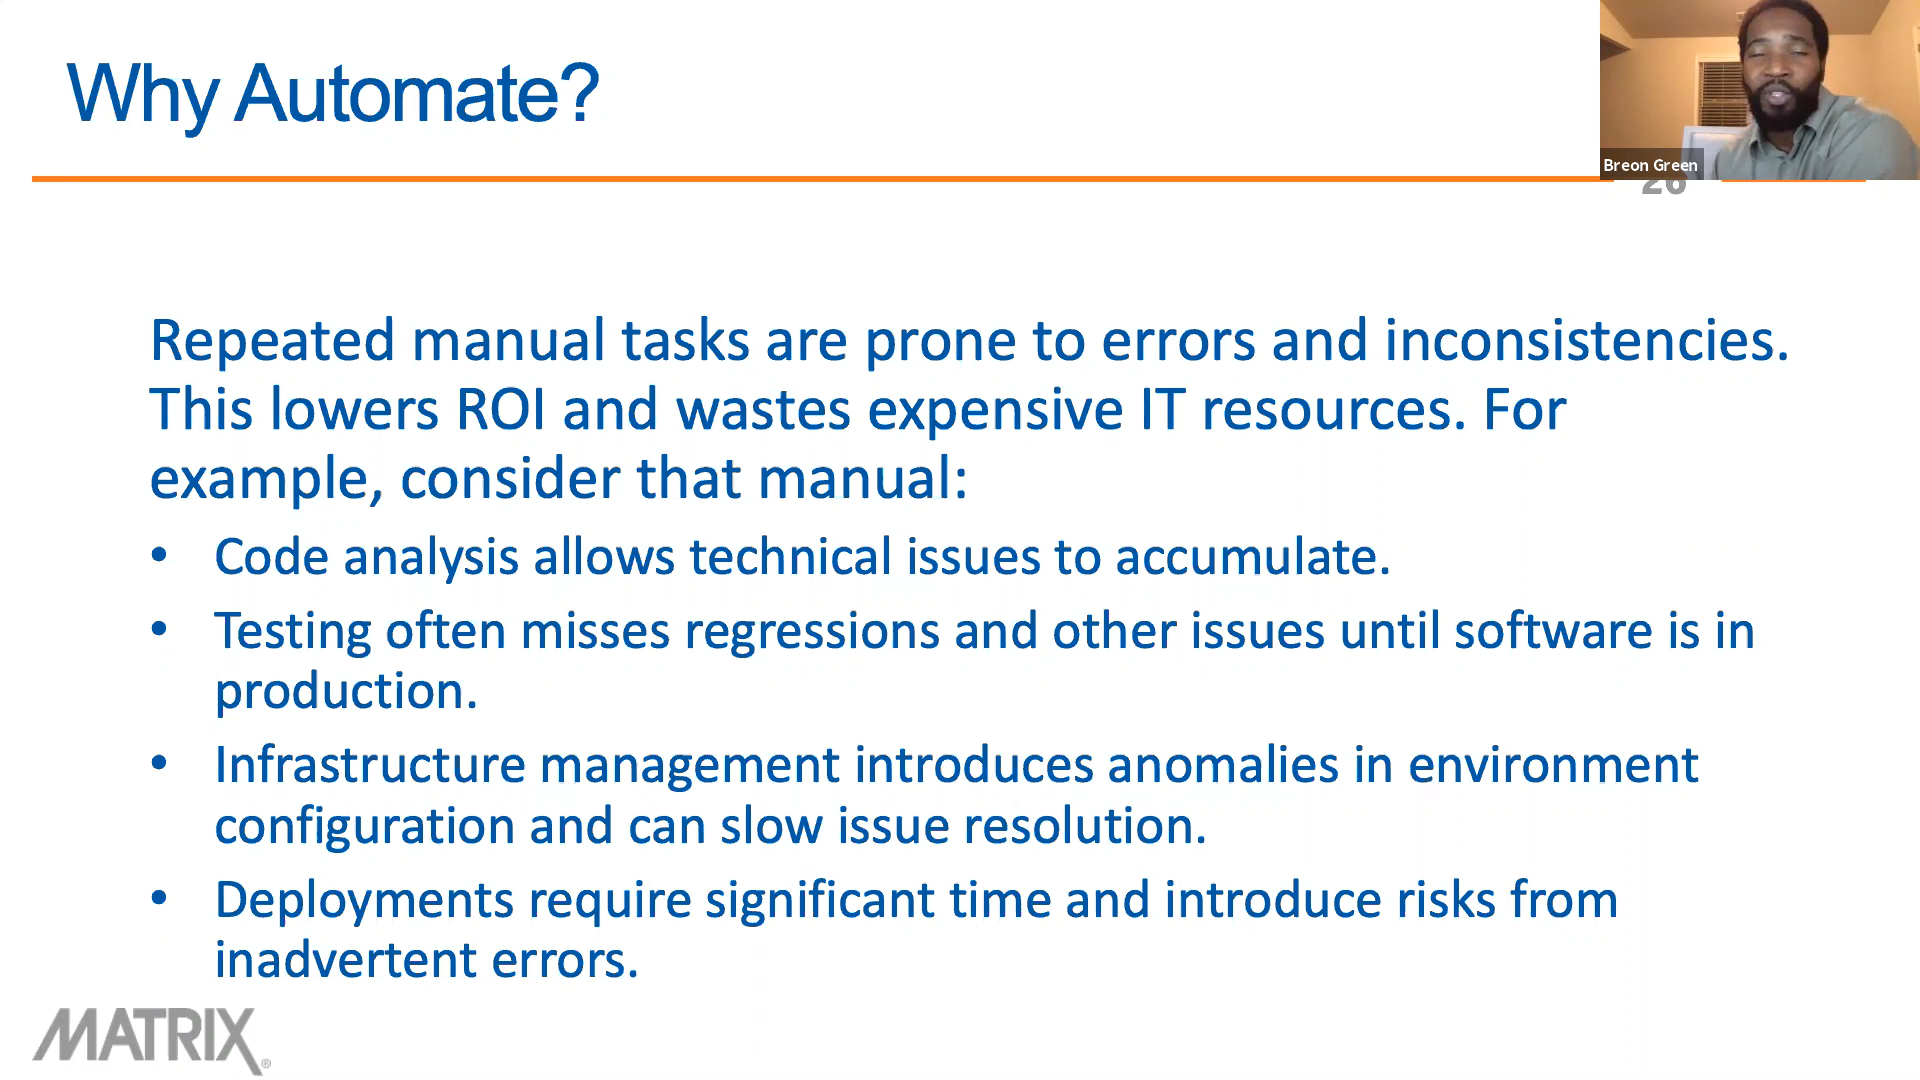 Why Automate?
Breon Green
26
Repeated manual tasks are prone to errors and inconsistencies.
This lowers ROI and wastes expensive IT resources. For
example, consider that manual:
• Code analysis allows technical issues to accumulate.
• Testing often misses regressions and other issues until software is in
production.
• Infrastructure management introduces anomalies in environment
configuration and can slow issue resolution.
• Deployments require significant time and introduce risks from
inadvertent errors.
MATRIX®